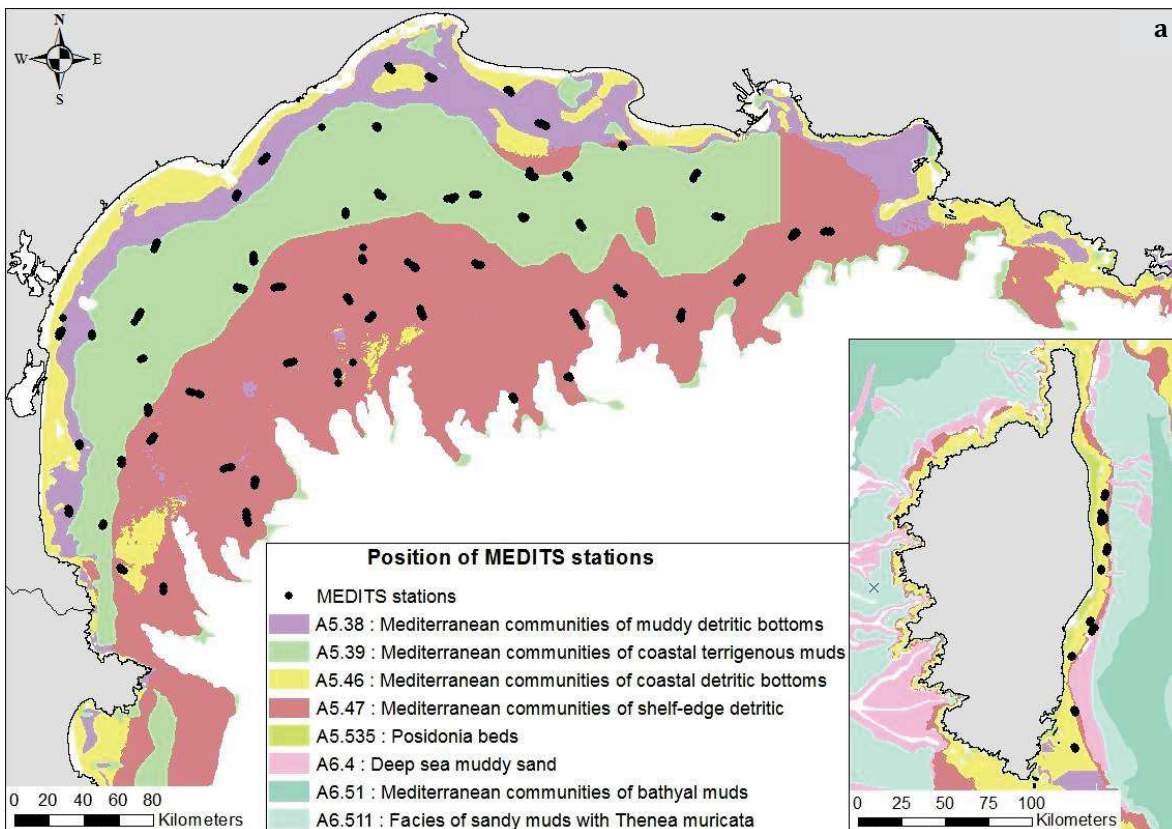 a
N
W E
S
Position of MEDITS stations
MEDITS stations
A5.38 : Mediterranean communities of muddy detritic bottoms
A5.39 : Mediterranean communities of coastal terrigenous muds
A5.46 : Mediterranean communities of coastal detritic bottoms
A5.47 : Mediterranean communities of shelf-edge detritic
A5.535 : Posidonia beds
A6.4 : Deep sea muddy sand
A6.51 : Mediterranean communities of bathyal muds
A6.511 : Facies of sandy muds with Thenea muricata
0 20 40 60 80
Kilometers
0 25 50 75 100
Kilometers